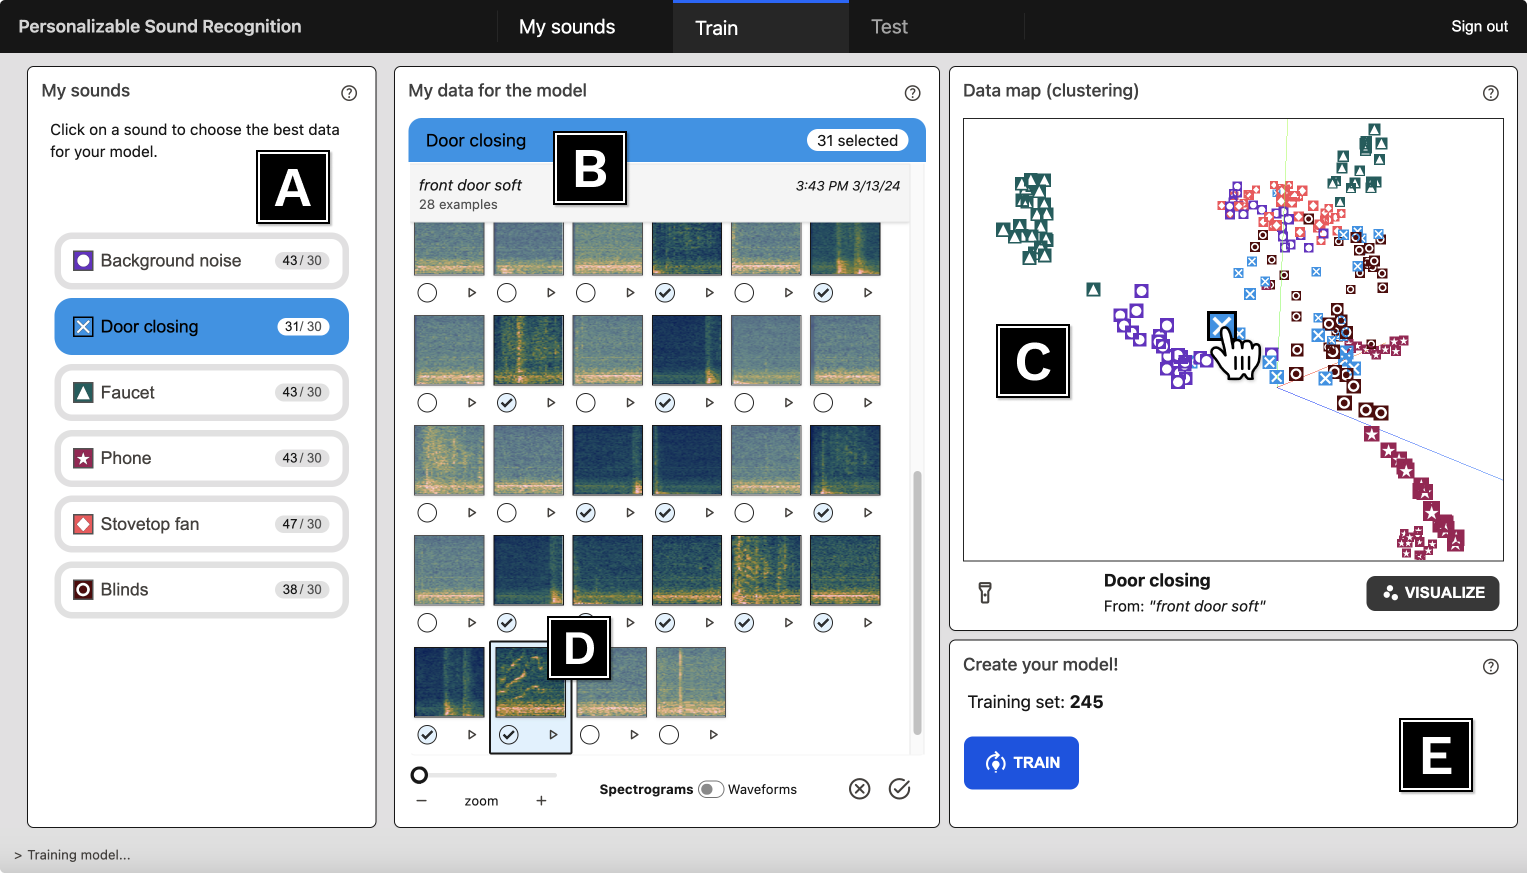 Personalizable Sound Recognition
My sounds
Train
Test
Sign out
My sounds
Click on a sound to choose the best data
for your model.
A
Background noise 43 / 30
Door closing 31 / 30
Faucet 43 / 30
Phone 43 / 30
Stovetop fan 47 / 30
Blinds 38 / 30
My data for the model
Door closing
31 selected
B
front door soft
3:43 PM 3/13/24
28 examples
D
zoom
Spectrograms
Waveforms
Data map (clustering)
C
Door closing
From: "front door soft"
VISUALIZE
Create your model!
Training set: 245
TRAIN
E
> Training model...